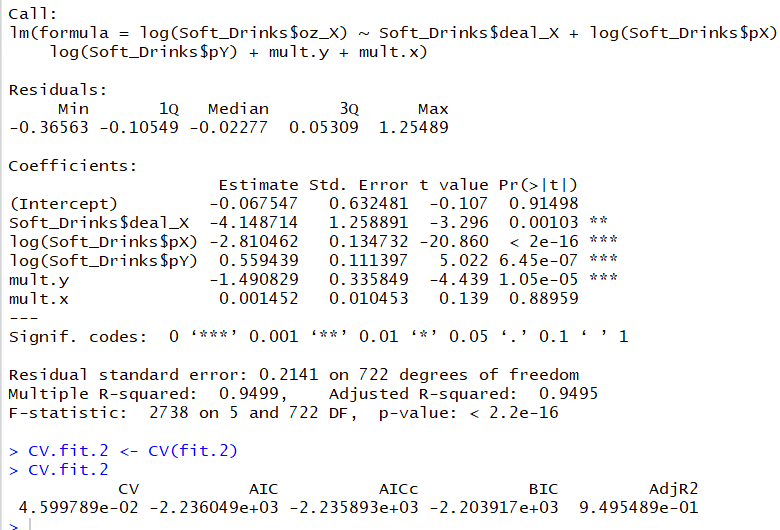 Call:
lm(formula = log(Soft_Drinks$oz_X) ~ Soft_Drinks$deal_X + log(Soft_Drinks$pX)
    log(Soft_Drinks$pY) + mult.y + mult.x)

Residuals:
     Min       1Q   Median       3Q      Max
-0.36563 -0.10549 -0.02277  0.05309  1.25489

Coefficients:
                     Estimate Std. Error t value Pr(>|t|)
(Intercept)         -0.067547   0.632481  -0.107  0.91498
Soft_Drinks$deal_X  -4.148714   1.258891  -3.296  0.00103 **
log(Soft_Drinks$pX) -2.810462   0.134732 -20.860  < 2e-16 ***
log(Soft_Drinks$pY)  0.559439   0.111397   5.022 6.45e-07 ***
mult.y              -1.490829   0.335849  -4.439 1.05e-05 ***
mult.x               0.001452   0.010453   0.139  0.88959
---
Signif. codes:  0 ‘***’ 0.001 ‘**’ 0.01 ‘*’ 0.05 ‘.’ 0.1 ‘ ’ 1

Residual standard error: 0.2141 on 722 degrees of freedom
Multiple R-squared:  0.9499,    Adjusted R-squared:  0.9495
F-statistic:  2738 on 5 and 722 DF,  p-value: < 2.2e-16

> CV.fit.2 <- CV(fit.2)
> CV.fit.2
           CV           AIC          AICc           BIC         AdjR2
 4.599789e-02 -2.236049e+03 -2.235893e+03 -2.203917e+03  9.495489e-01
>